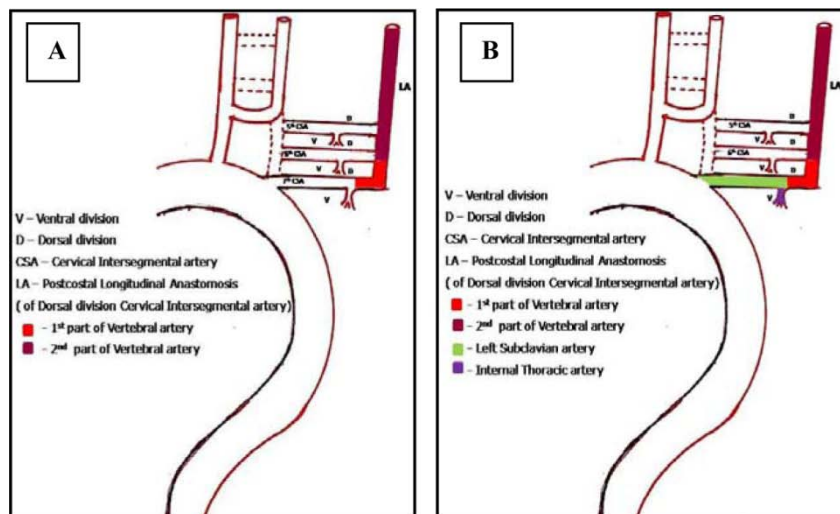 A
LA
D
5th CSA
V
D
6th CSA
V
D
7th CSA
V
V – Ventral division
D – Dorsal division
CSA – Cervical Intersegmental artery
LA – Postcostal Longitudinal Anastomosis
( of Dorsal division Cervical Intersegmental artery)
- 1st part of Vertebral artery
- 2nd part of Vertebral artery
B
LA
D
5th CSA
V
D
6th CSA
V
D
V
V – Ventral division
D – Dorsal division
CSA – Cervical Intersegmental artery
LA – Postcostal Longitudinal Anastomosis
( of Dorsal division Cervical Intersegmental artery)
- 1st part of Vertebral artery
- 2nd part of Vertebral artery
- Left Subclavian artery
- Internal Thoracic artery